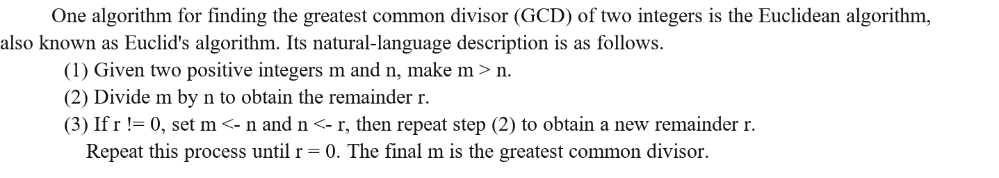 One algorithm for finding the greatest common divisor (GCD) of two integers is the Euclidean algorithm,
also known as Euclid's algorithm. Its natural-language description is as follows.
(1) Given two positive integers m and n, make m > n.
(2) Divide m by n to obtain the remainder r.
(3) If r != 0, set m <- n and n <- r, then repeat step (2) to obtain a new remainder r.
Repeat this process until r = 0. The final m is the greatest common divisor.